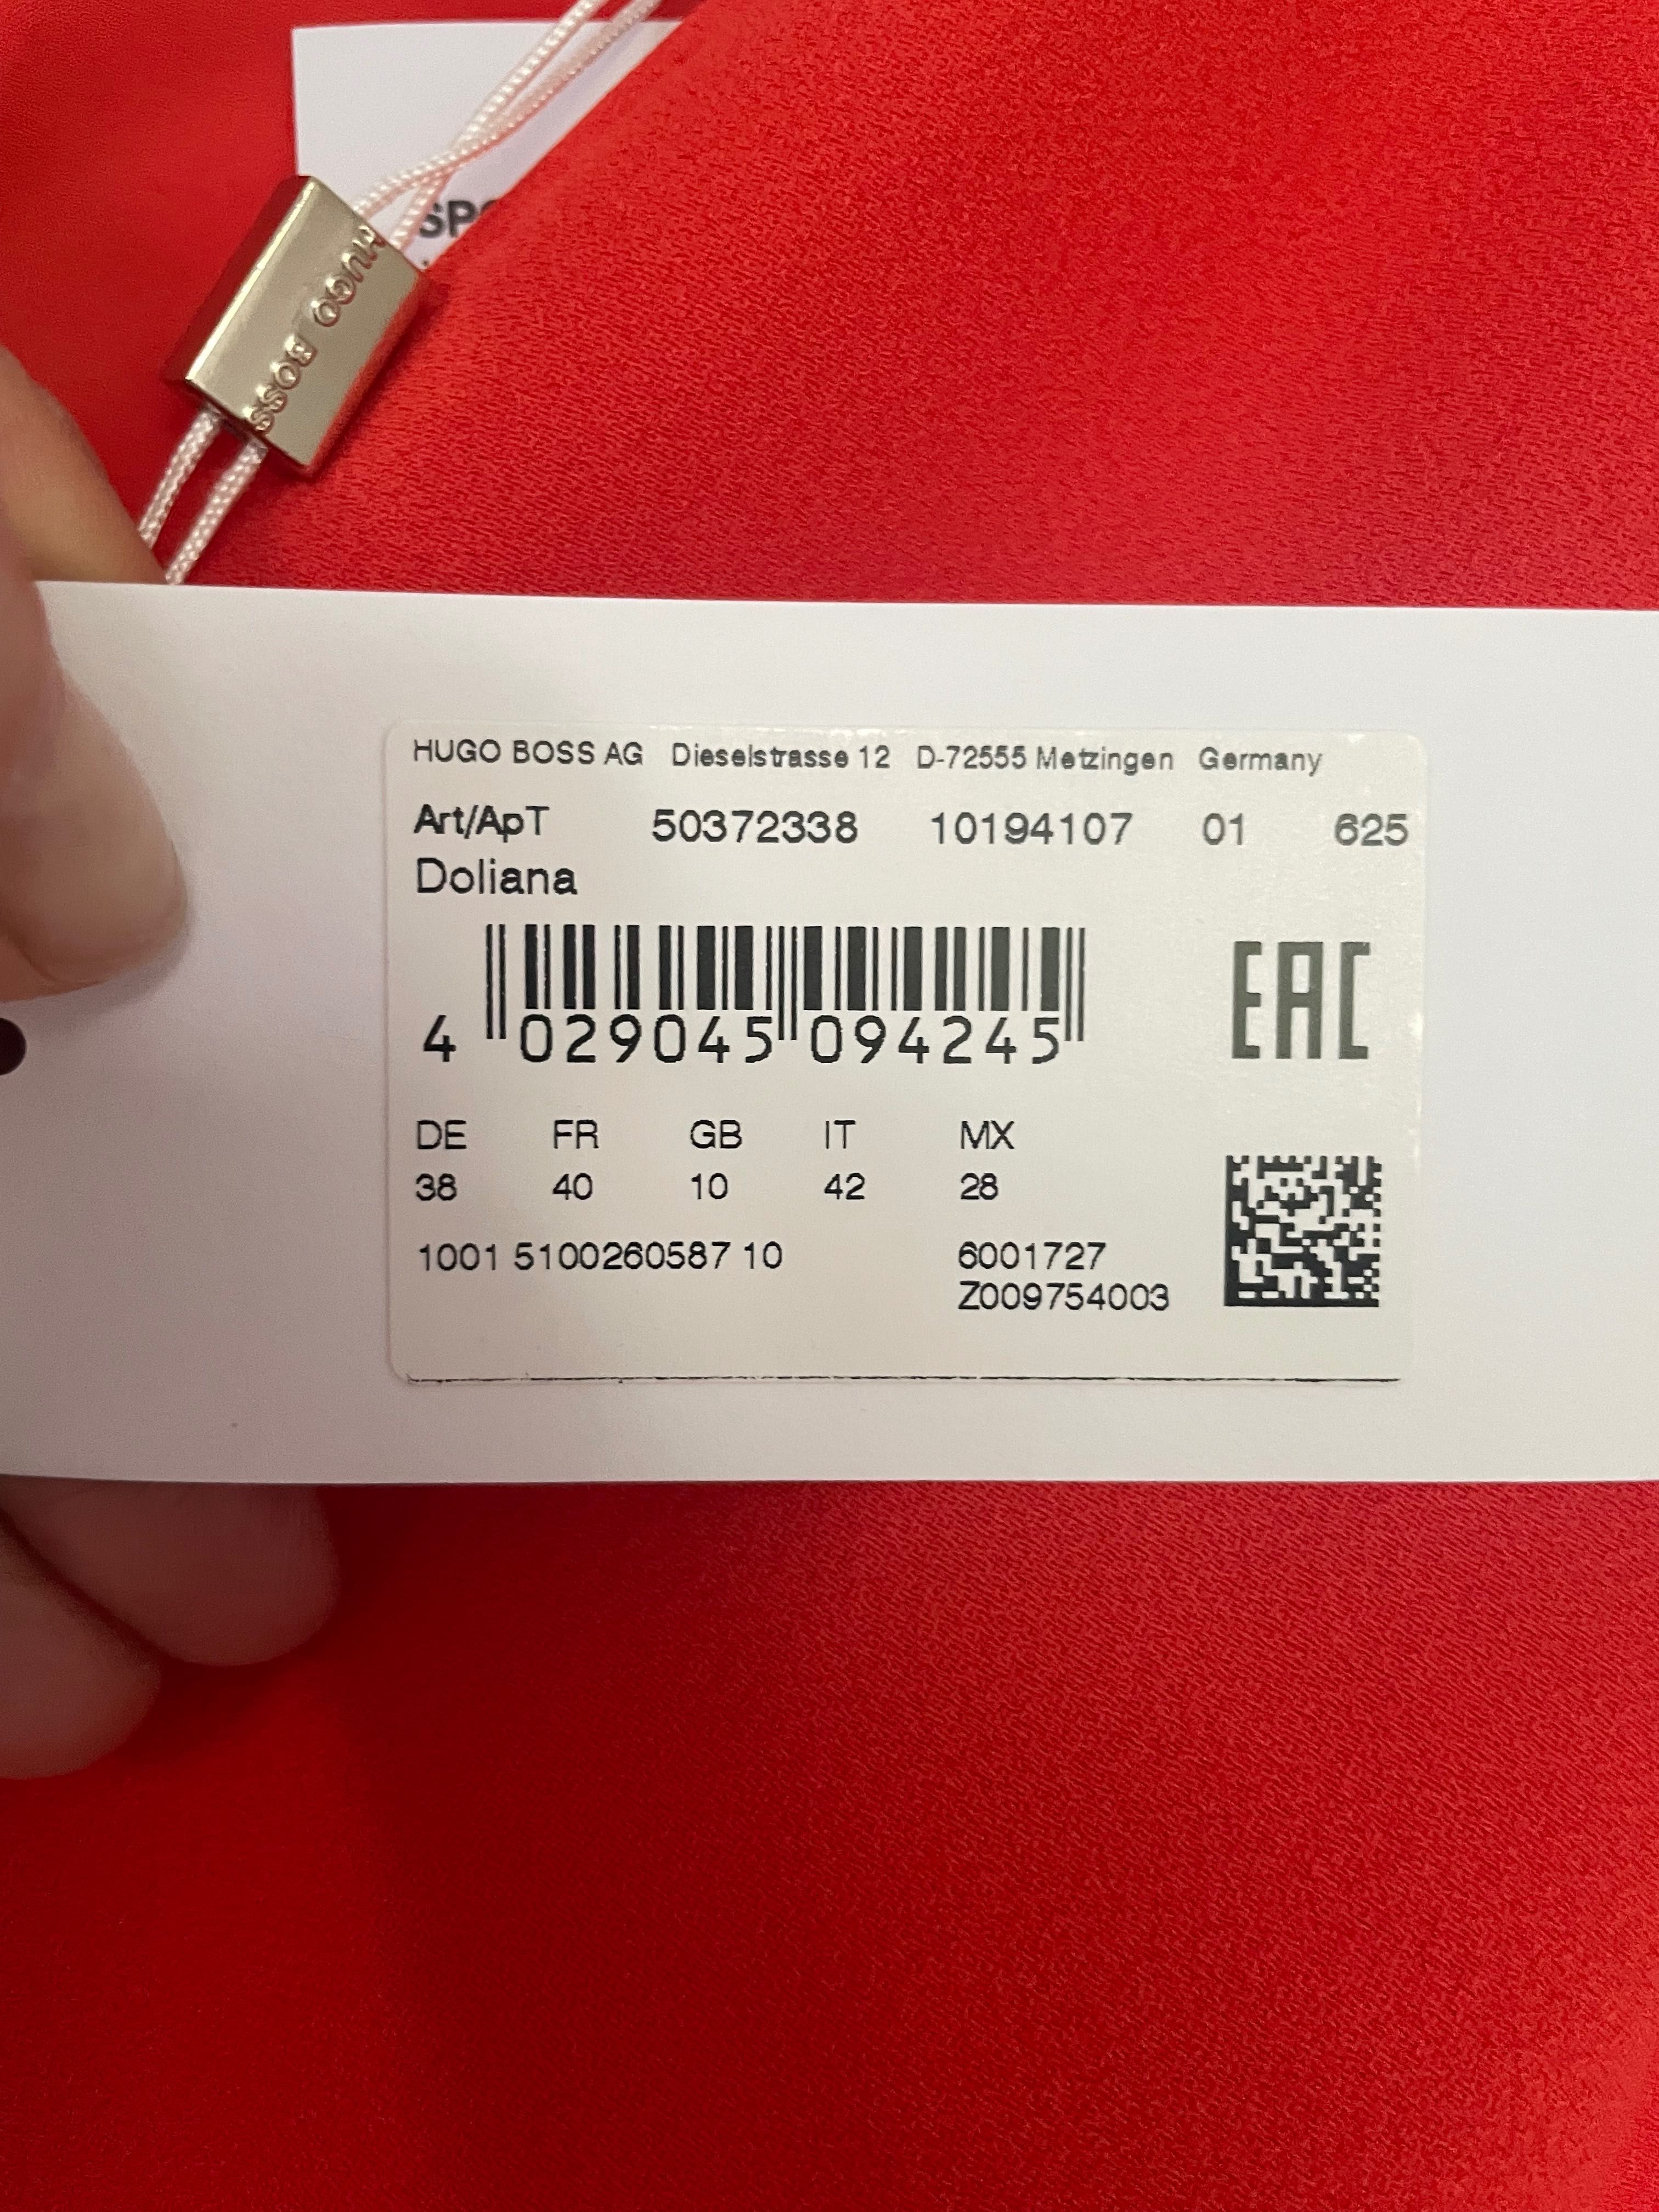 HUGO BOSS
HUGO BOSS AG Dieselstrasse 12 D-72555 Metzingen Germany
Art/ApT 50372338 10194107 01 625
Doliana
4 029045 094245
EAC
DE FR GB IT MX
38 40 10 42 28
1001 5100260587 10 6001727
Z009754003